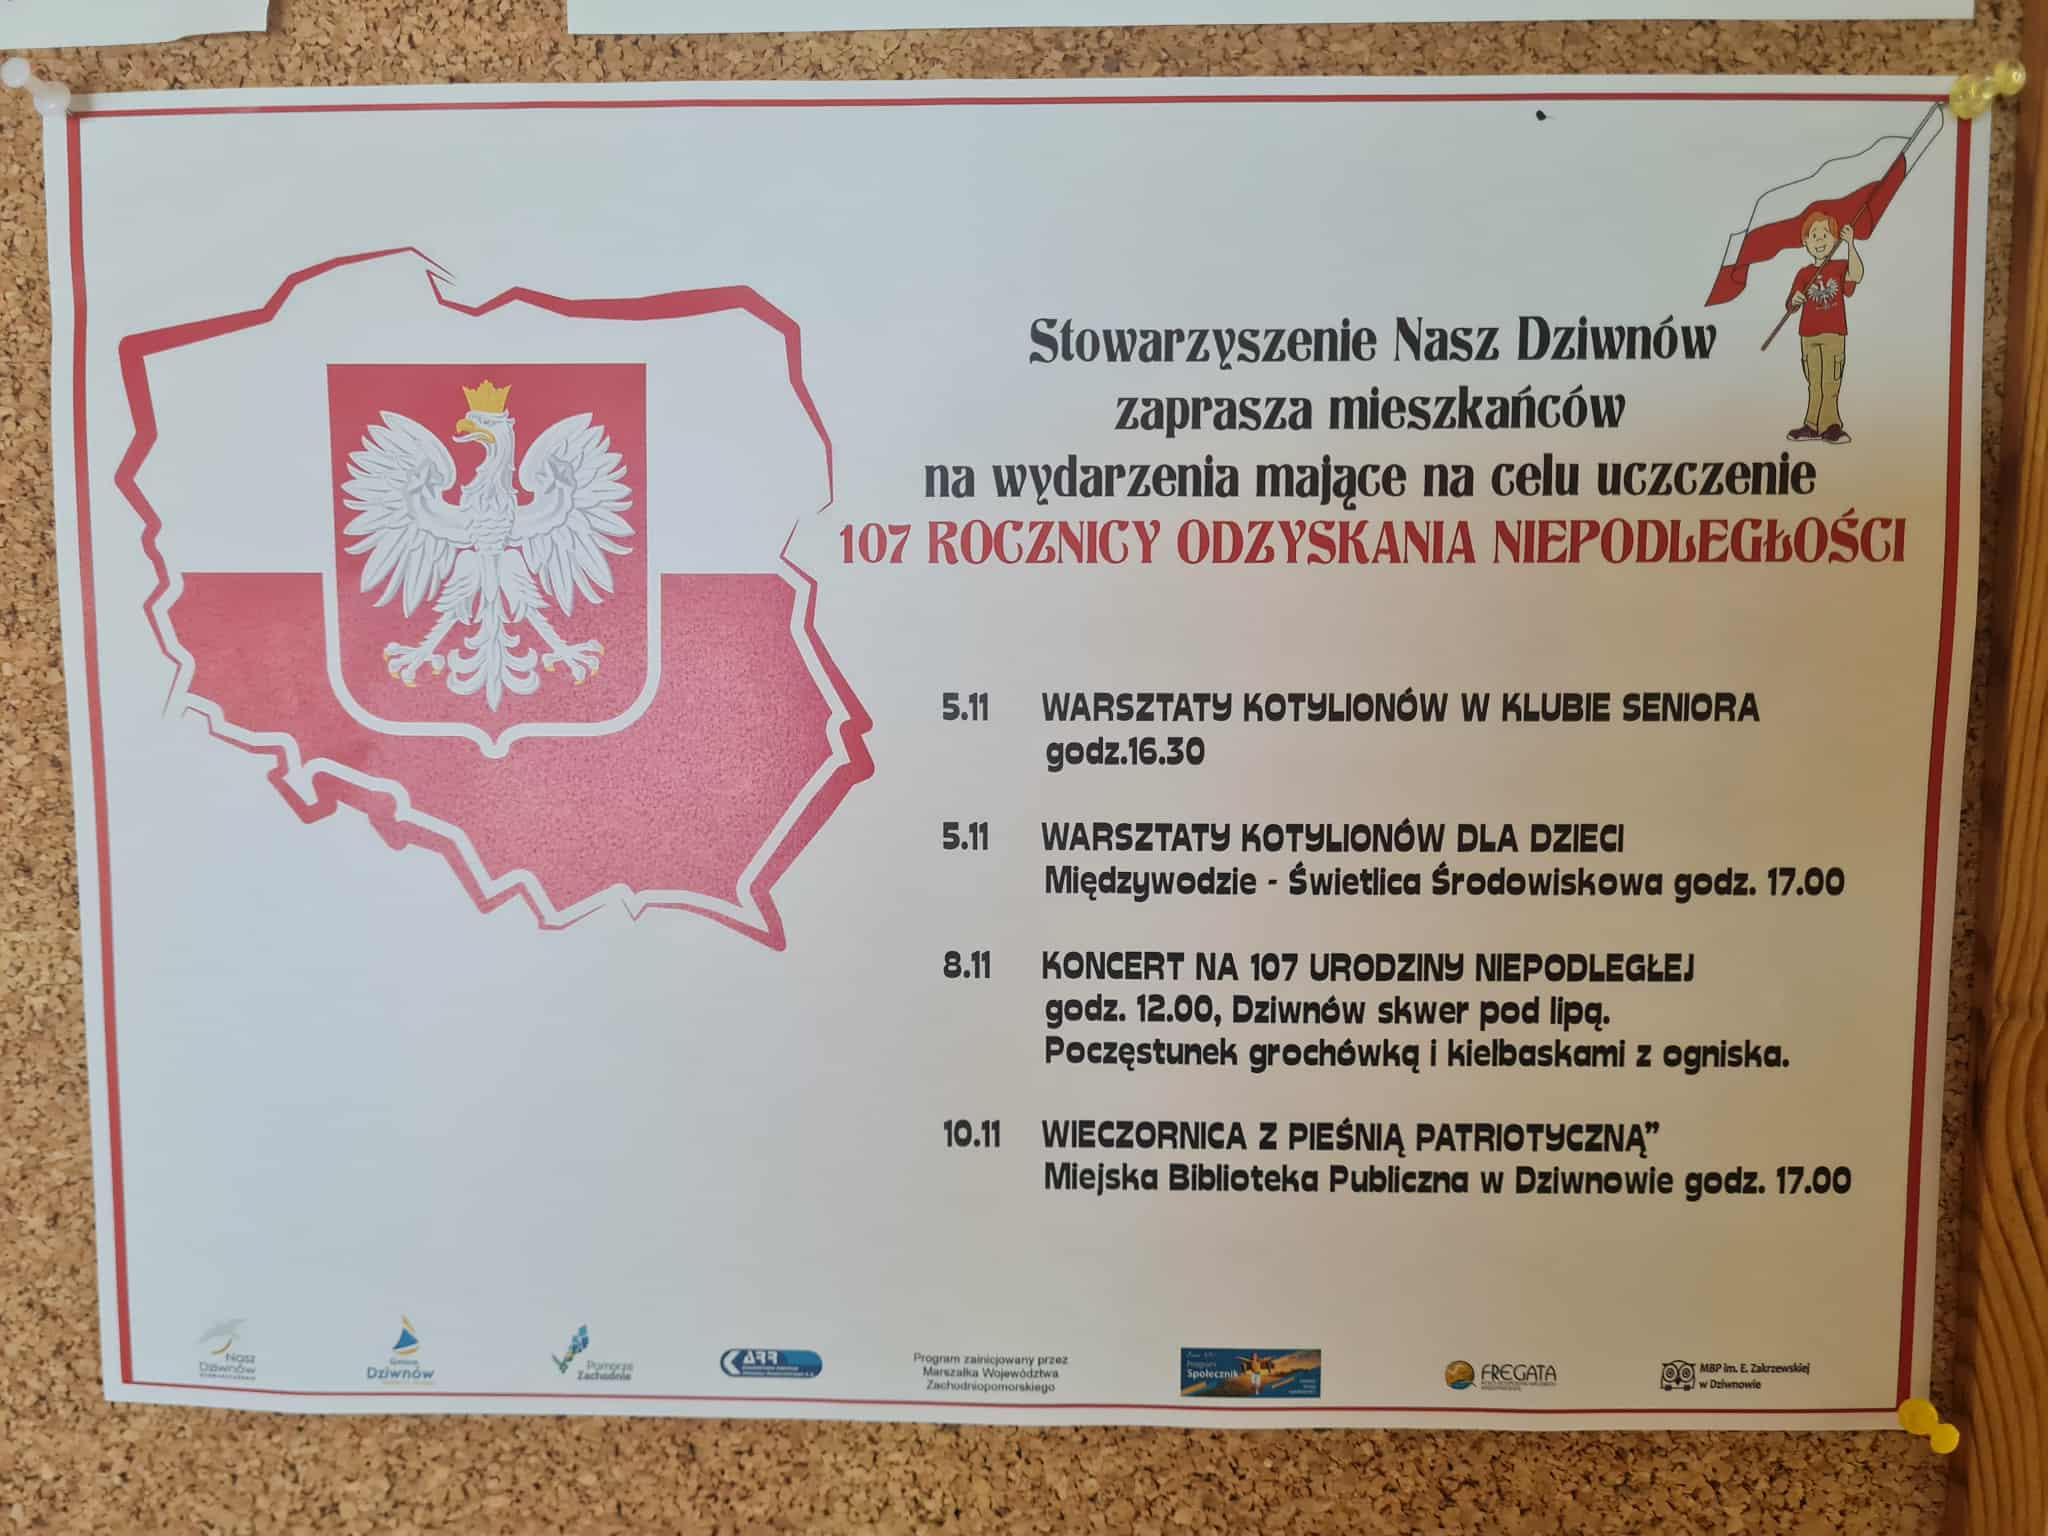 Stowarzyszenie Nasz Dziwnów
zaprasza mieszkańców
na wydarzenia mające na celu uczczenie
107 ROCZNICY ODZYSKANIA NIEPODLEGŁOŚCI
5.11 WARSZTATY KOTYLIONÓW W KLUBIE SENIORA
godz.16.30
5.11 WARSZTATY KOTYLIONÓW DLA DZIECI
Międzywodzie - Świetlica Środowiskowa godz. 17.00
8.11 KONCERT NA 107 URODZINY NIEPODLEGŁEJ
godz. 12.00, Dziwnów skwer pod lipą.
Poczęstunek grochówką i kielbaskami z ogniska.
10.11 WIECZORNICA Z PIEŚNIĄ PATRIOTYCZNĄ”
Miejska Biblioteka Publiczna w Dziwnowie godz. 17.00
Nasz
Dziwnów
Gmina
Dziwnów
Pomorze
Zachodnie
ARR
Program zainicjowany przez
Marszałka Województwa
Zachodniopomorskiego
Program
Społecznik
FREGATA
MBP im. E. Zakrzewskiej
w Dziwnowie